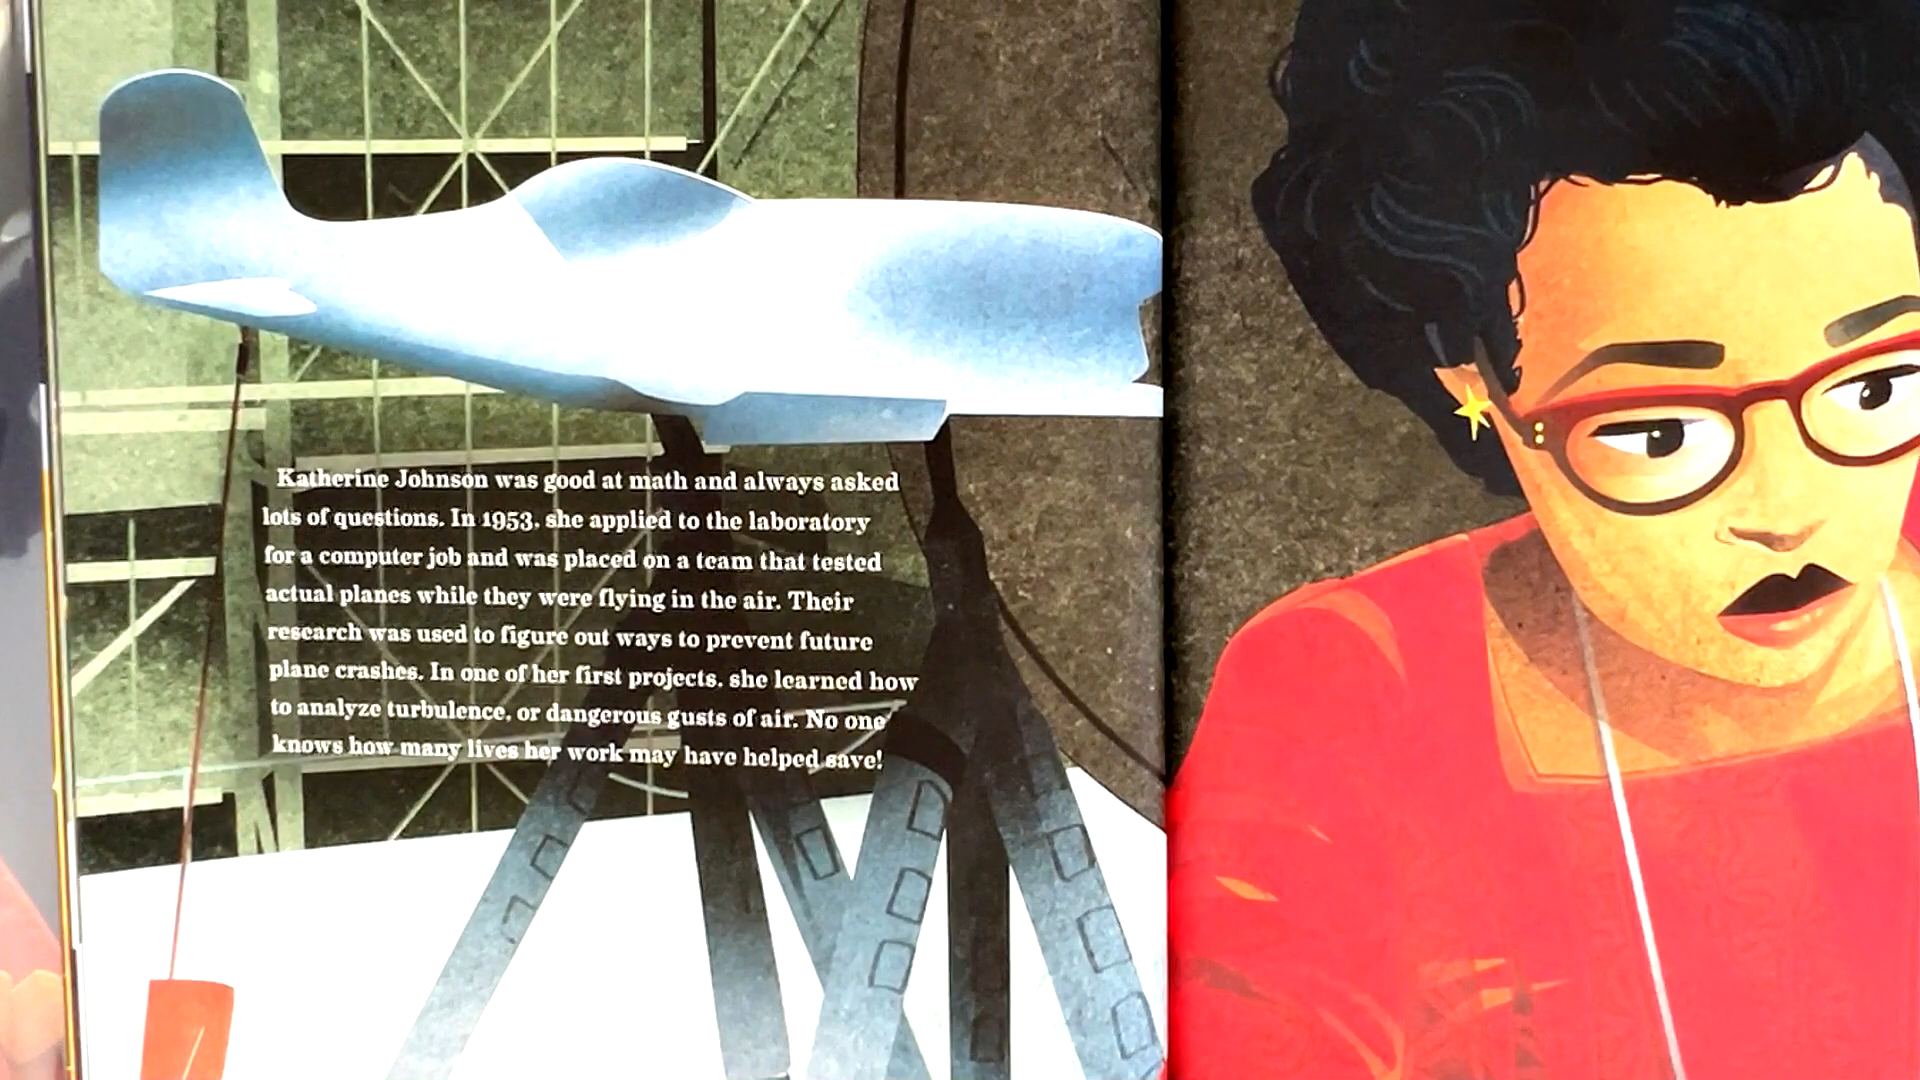 Katherine Johnson was good at math and always asked
lots of questions. In 1953, she applied to the laboratory
for a computer job and was placed on a team that tested
actual planes while they were flying in the air. Their
research was used to figure out ways to prevent future
plane crashes. In one of her first projects, she learned how
to analyze turbulence, or dangerous gusts of air. No one
knows how many lives her work may have helped save!